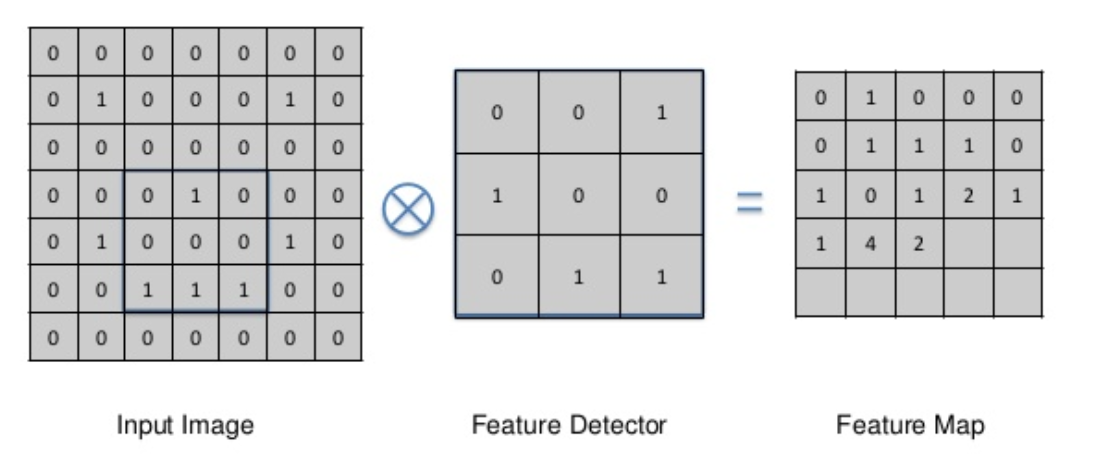 0 0 0 0 0 0 0
0 1 0 0 0 1 0
0 0 0 0 0 0 0
0 0 0 1 0 0 0
0 1 0 0 0 1 0
0 0 1 1 1 0 0
0 0 0 0 0 0 0
Input Image
0 0 1
1 0 0
0 1 1
Feature Detector
=
0 1 0 0 0
0 1 1 1 0
1 0 1 2 1
1 4 2
Feature Map